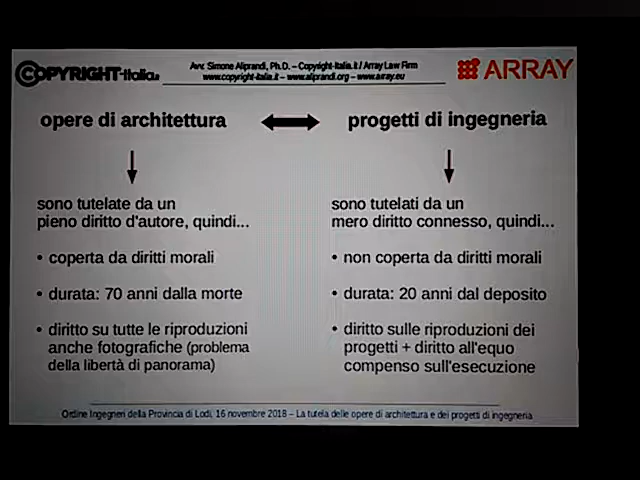 COPYRIGHT-Italia.it
Avv. Simone Aliprandi, Ph.D. – Copyright-Italia.it / Array Law Firm
www.copyright-italia.it – www.aliprandi.org – www.array.eu
ARRAY
opere di architettura
progetti di ingegneria
sono tutelate da un
pieno diritto d'autore, quindi...
• coperta da diritti morali
• durata: 70 anni dalla morte
• diritto su tutte le riproduzioni
anche fotografiche (problema
della libertà di panorama)
sono tutelati da un
mero diritto connesso, quindi...
• non coperta da diritti morali
• durata: 20 anni dal deposito
• diritto sulle riproduzioni dei
progetti + diritto all'equo
compenso sull'esecuzione
Ordine Ingegneri della Provincia di Lodi, 16 novembre 2018 – La tutela delle opere di architettura e dei progetti di ingegneria